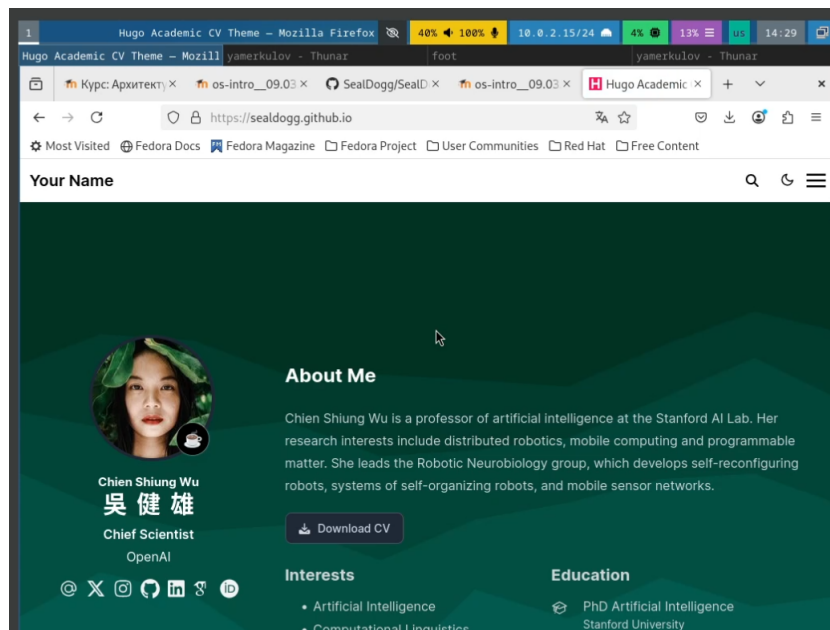 1 Hugo Academic CV Theme — Mozilla Firefox 40% 100% 10.0.2.15/24 4% 13% us 14:29
Hugo Academic CV Theme — Mozill yamerkulov - Thunar foot yamerkulov - Thunar
Курс: Архитекту os-intro__09.03 SealDogg/SealD os-intro__09.03 Hugo Academic
https://sealdogg.github.io
Most Visited Fedora Docs Fedora Magazine Fedora Project User Communities Red Hat Free Content
Your Name
About Me
Chien Shiung Wu is a professor of artificial intelligence at the Stanford AI Lab. Her
research interests include distributed robotics, mobile computing and programmable
matter. She leads the Robotic Neurobiology group, which develops self-reconfiguring
robots, systems of self-organizing robots, and mobile sensor networks.
Download CV
Chien Shiung Wu
吳健雄
Chief Scientist
OpenAI
Interests
Artificial Intelligence
Computational Linguistics
Education
PhD Artificial Intelligence
Stanford University